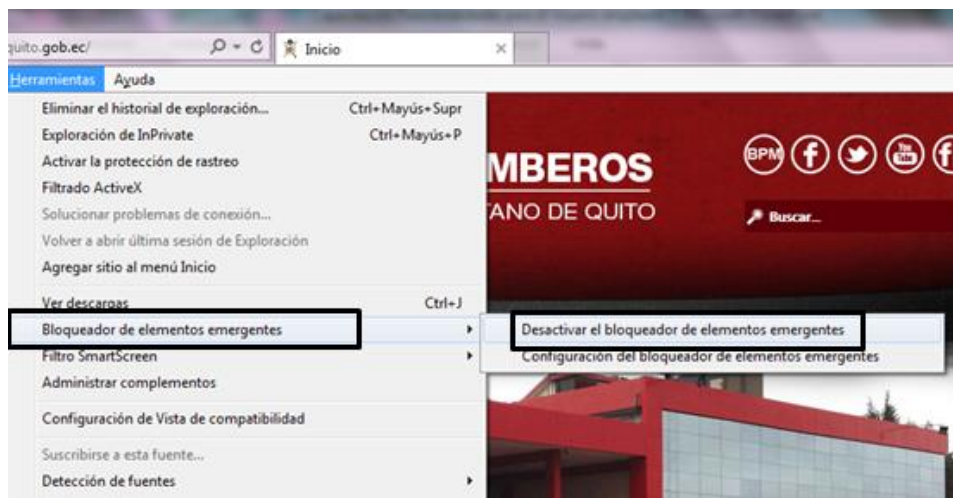 quito.gob.ec/
Inicio
Herramientas Ayuda
Eliminar el historial de exploración... Ctrl+Mayús+Supr
Exploración de InPrivate Ctrl+Mayús+P
Activar la protección de rastreo
Filtrado ActiveX
Solucionar problemas de conexión...
Volver a abrir última sesión de Exploración
Agregar sitio al menú Inicio
Ver descargas Ctrl+J
Bloqueador de elementos emergentes
Filtro SmartScreen
Administrar complementos
Configuración de Vista de compatibilidad
Suscribirse a esta fuente...
Detección de fuentes
Desactivar el bloqueador de elementos emergentes
Configuración del bloqueador de elementos emergentes
MBEROS
TANO DE QUITO
BPM
You Tube
Buscar...